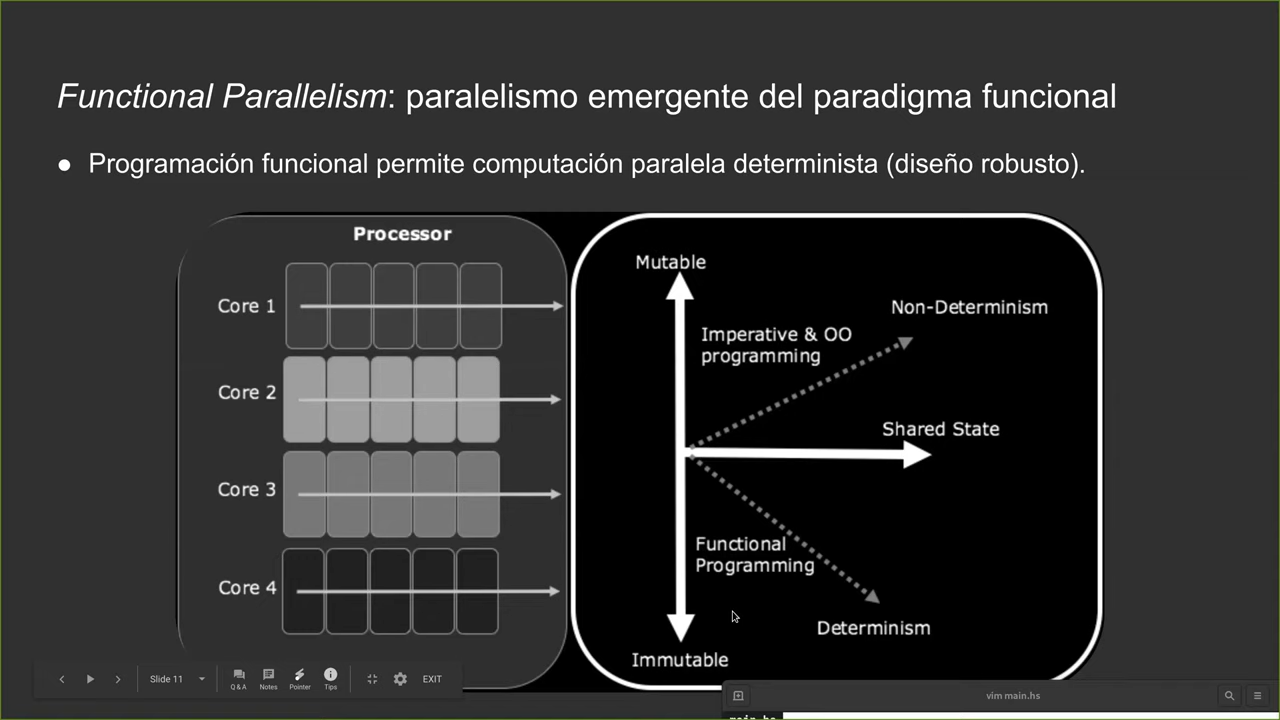 Functional Parallelism: paralelismo emergente del paradigma funcional
● Programación funcional permite computación paralela determinista (diseño robusto).
Processor
Core 1
Core 2
Core 3
Core 4
Mutable
Non-Determinism
Imperative & OO
programming
Shared State
Functional
Programming
Determinism
Immutable
Slide 11
Q & A
Notes
Pointer
Tips
EXIT
vim main.hs
main.hs